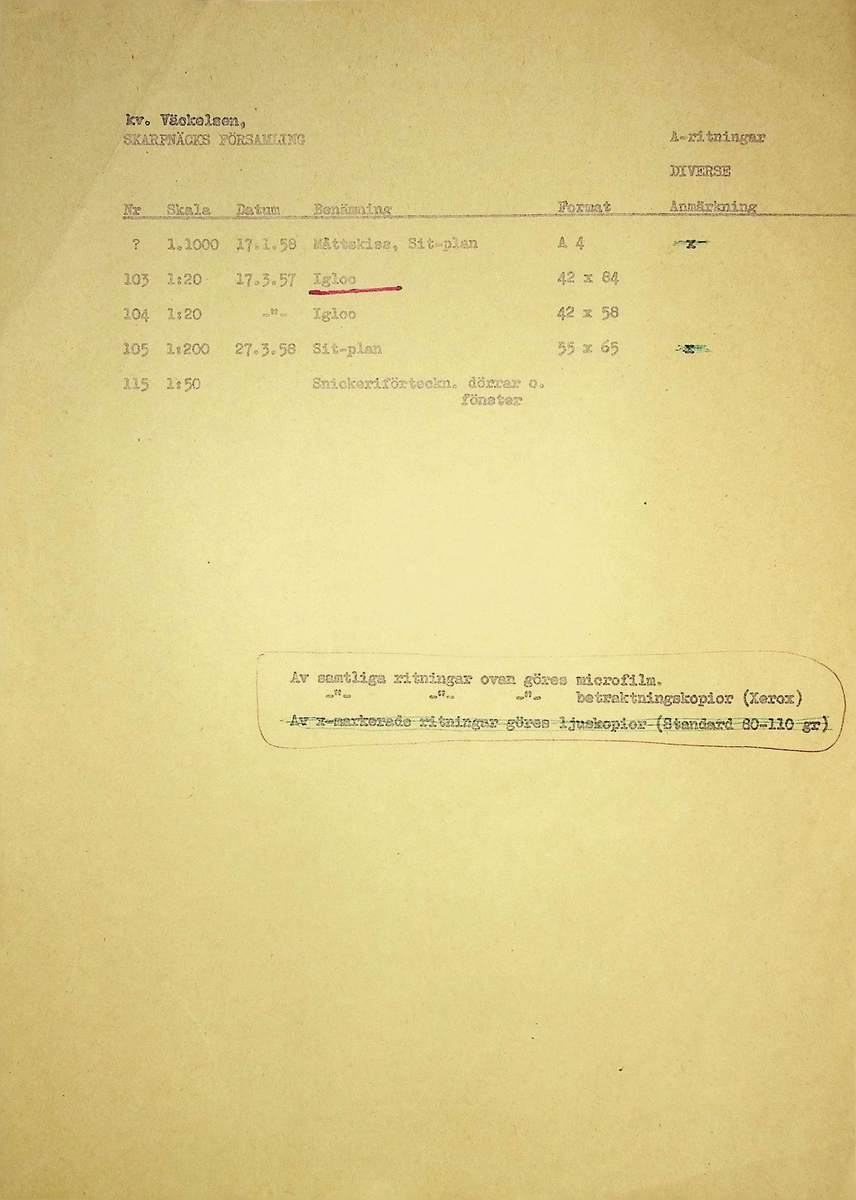 kv. Väckelsen,
SKARPNÄCKS FÖRSAMLING
A-ritningar
DIVERSE
Nr Skala Datum Benämning Format Anmärkning
? 1.1000 17.1.58 Måttskiss, Sit-plan A 4 x
103 1:20 17.3.57 Igloo 42 x 84
104 1:20 -"- Igloo 42 x 58
105 1:200 27.3.58 Sit-plan 55 x 65 x
115 1:50 Snickeriförteckn. dörrar o.
fönster
Av samtliga ritningar ovan göres microfilm.
-"- -"- -"- betraktningskopior (Xerox)
Av x-markerade ritningar göres ljuskopior (Standard 80-110 gr)